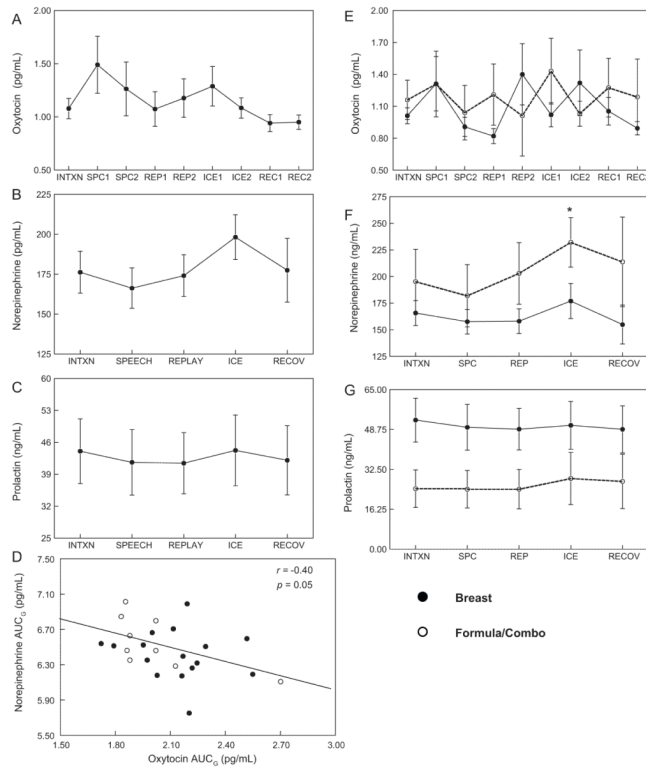 A
2.00
1.50
1.00
0.50
Oxytocin (pg/mL)
INTXN SPC1 SPC2 REP1 REP2 ICE1 ICE2 REC1 REC2
B
225
200
175
150
125
Norepinephrine (pg/mL)
INTXN SPEECH REPLAY ICE RECOV
C
60
53
46
39
32
25
Prolactin (ng/mL)
INTXN SPEECH REPLAY ICE RECOV
D
7.50
7.10
6.70
6.30
5.90
5.50
Norepinephrine AUCG (pg/mL)
r = -0.40
p = 0.05
1.50 1.80 2.10 2.40 2.70 3.00
Oxytocin AUCG (pg/mL)
E
2.00
1.70
1.40
1.10
0.80
0.50
Oxytocin (pg/mL)
INTXN SPC1 SPC2 REP1 REP2 ICE1 ICE2 REC1 REC2
F
275
250
225
200
175
150
125
Norepinephrine (ng/mL)
*
INTXN SPC REP ICE RECOV
G
65.00
48.75
32.50
16.25
0.00
Prolactin (ng/mL)
INTXN SPC REP ICE RECOV
Breast
Formula/Combo